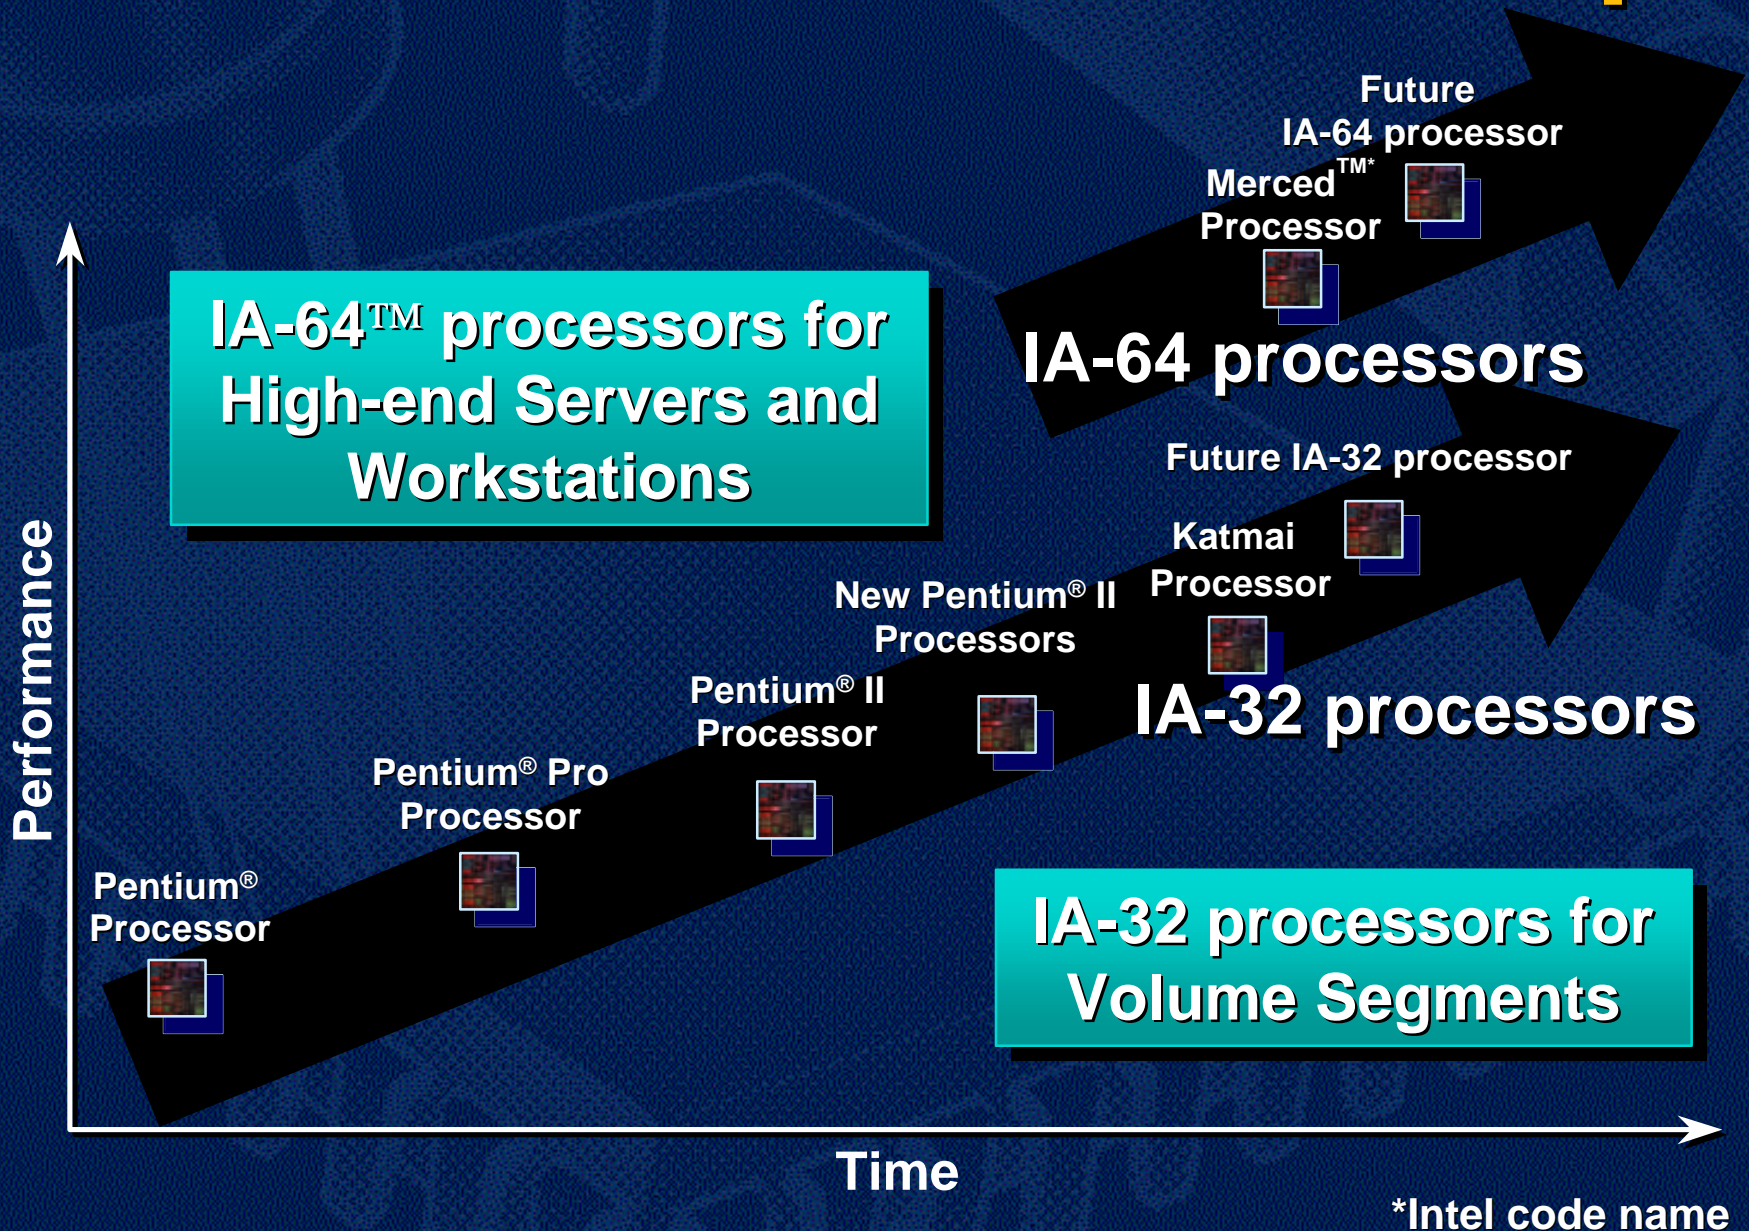 Future
IA-64 processor
Merced™*
Processor
IA-64™ processors for
High-end Servers and
Workstations
IA-64 processors
Future IA-32 processor
Katmai
Processor
New Pentium® II
Processors
IA-32 processors
Pentium® II
Processor
Pentium® Pro
Processor
Pentium®
Processor
IA-32 processors for
Volume Segments
Performance
Time
*Intel code name